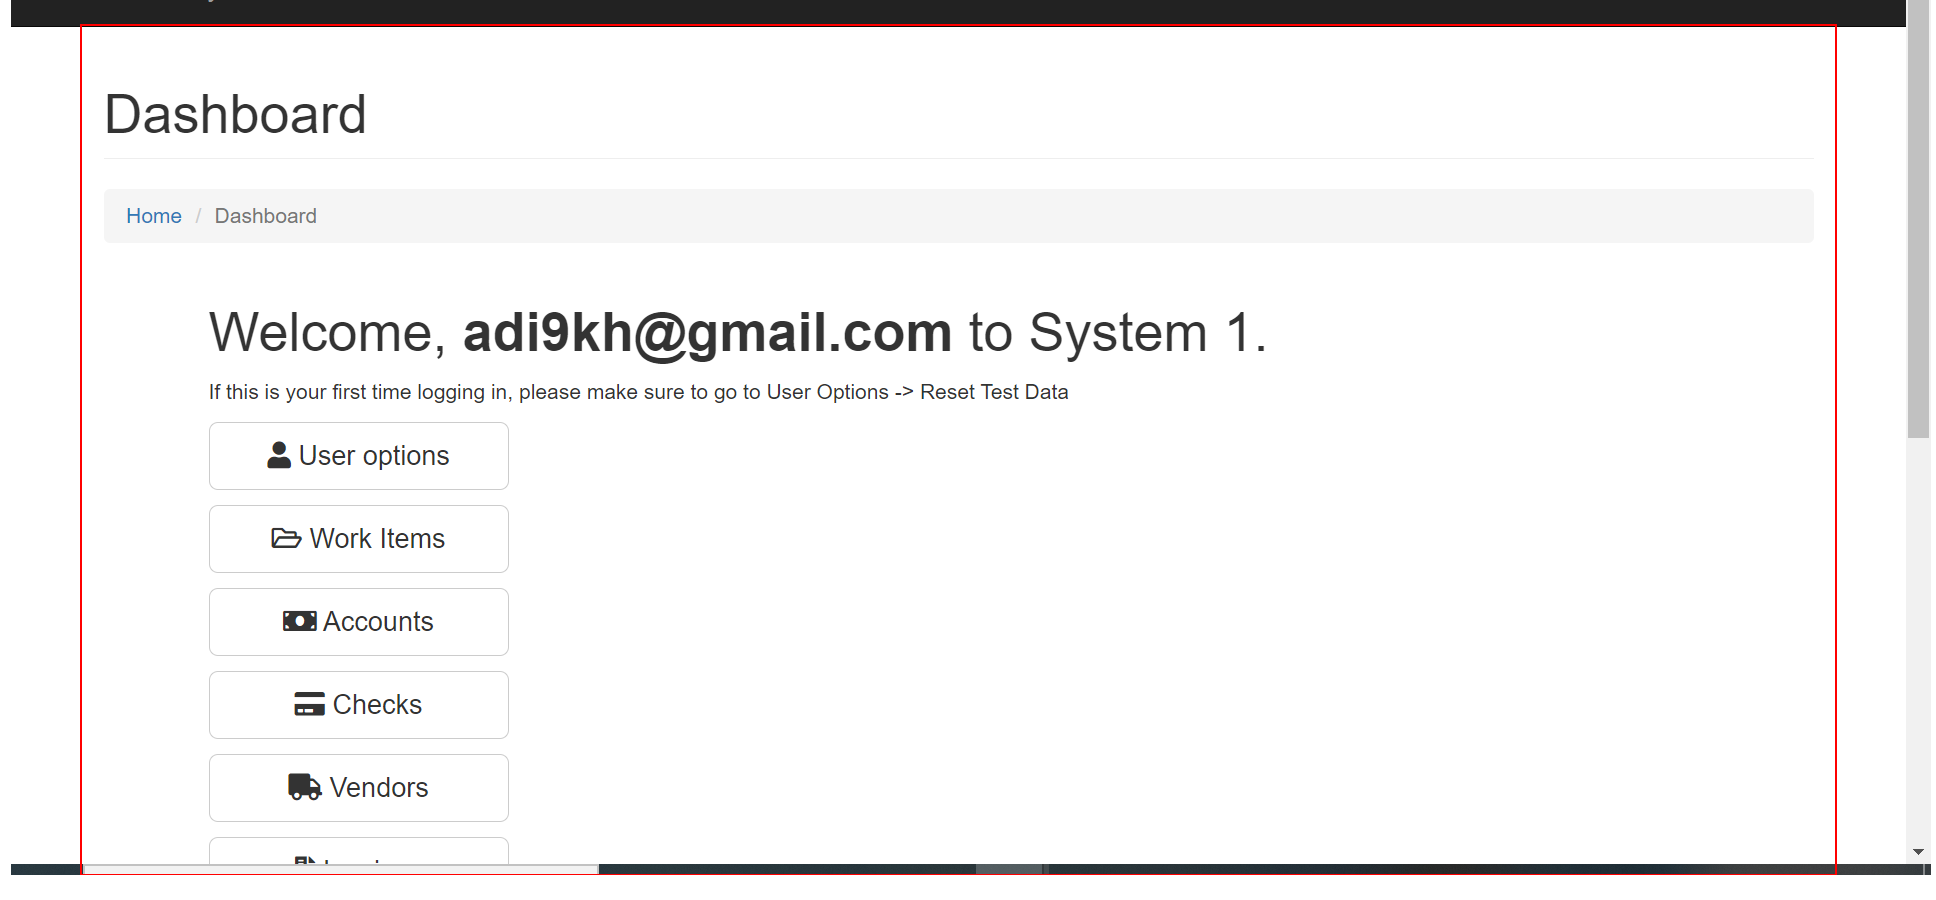 Dashboard
Home / Dashboard
Welcome, adi9kh@gmail.com to System 1.
If this is your first time logging in, please make sure to go to User Options -> Reset Test Data
User options
Work Items
Accounts
Checks
Vendors